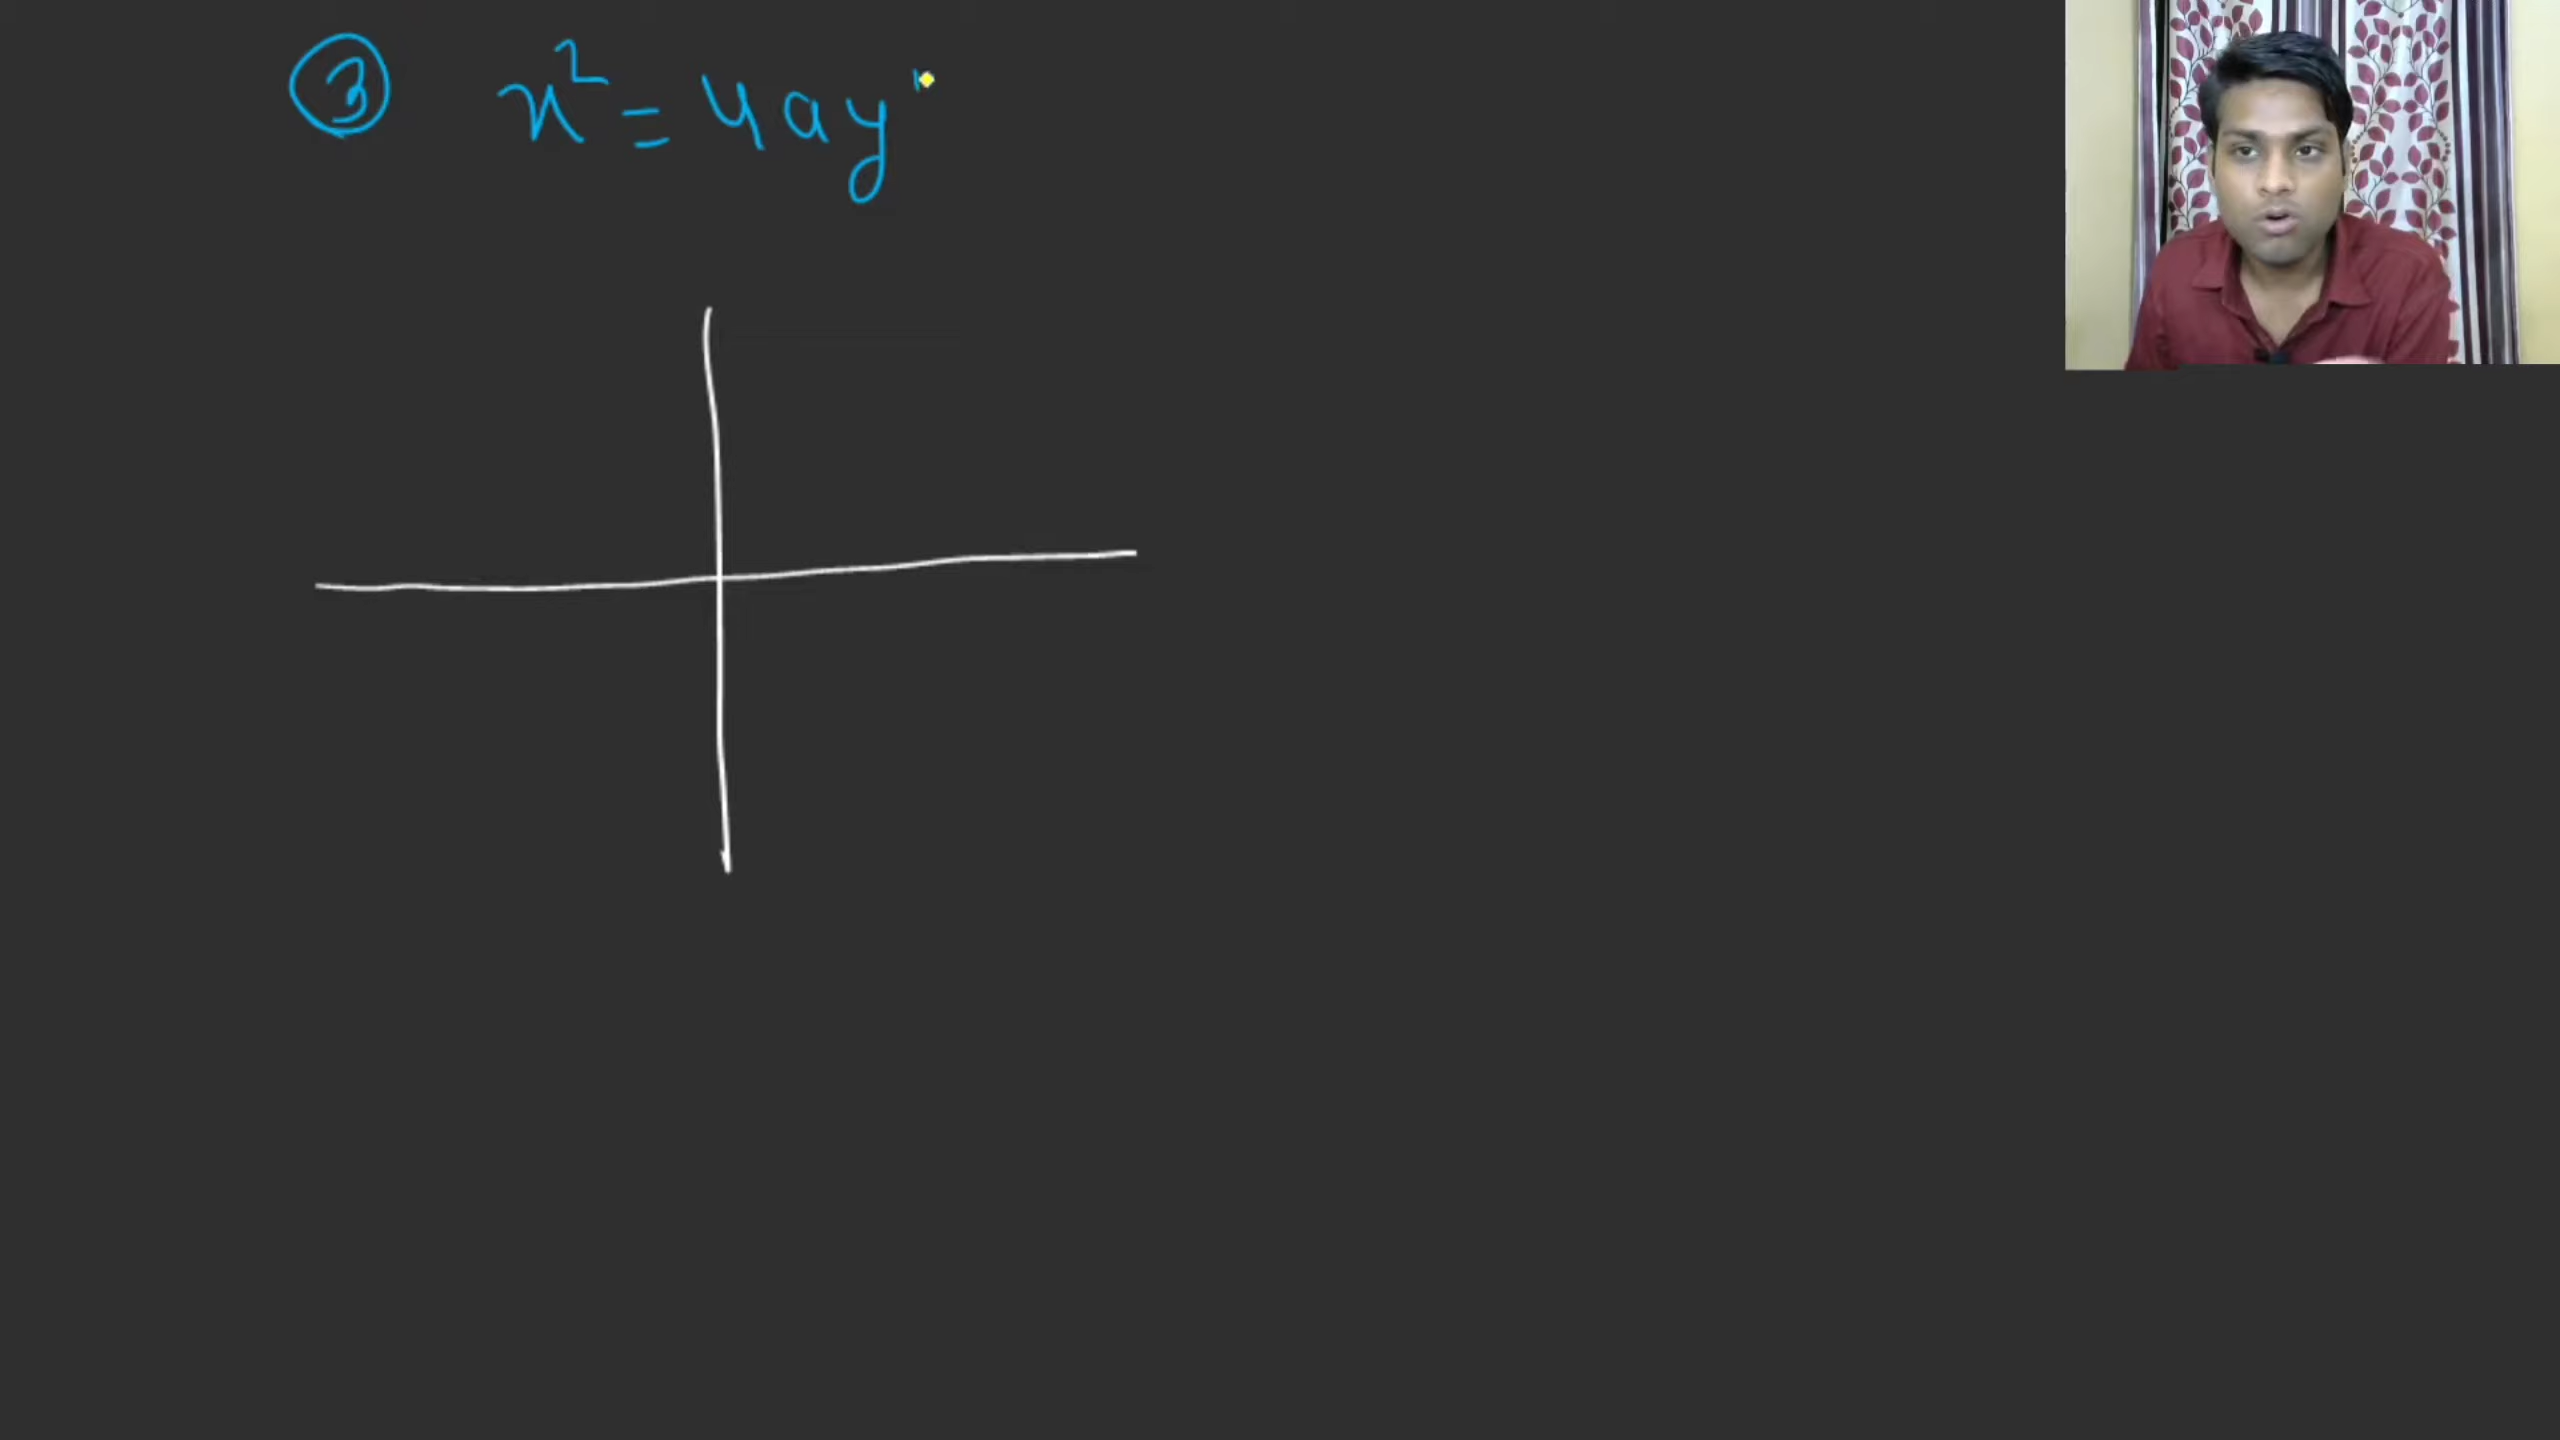 ③ x² = 4ay